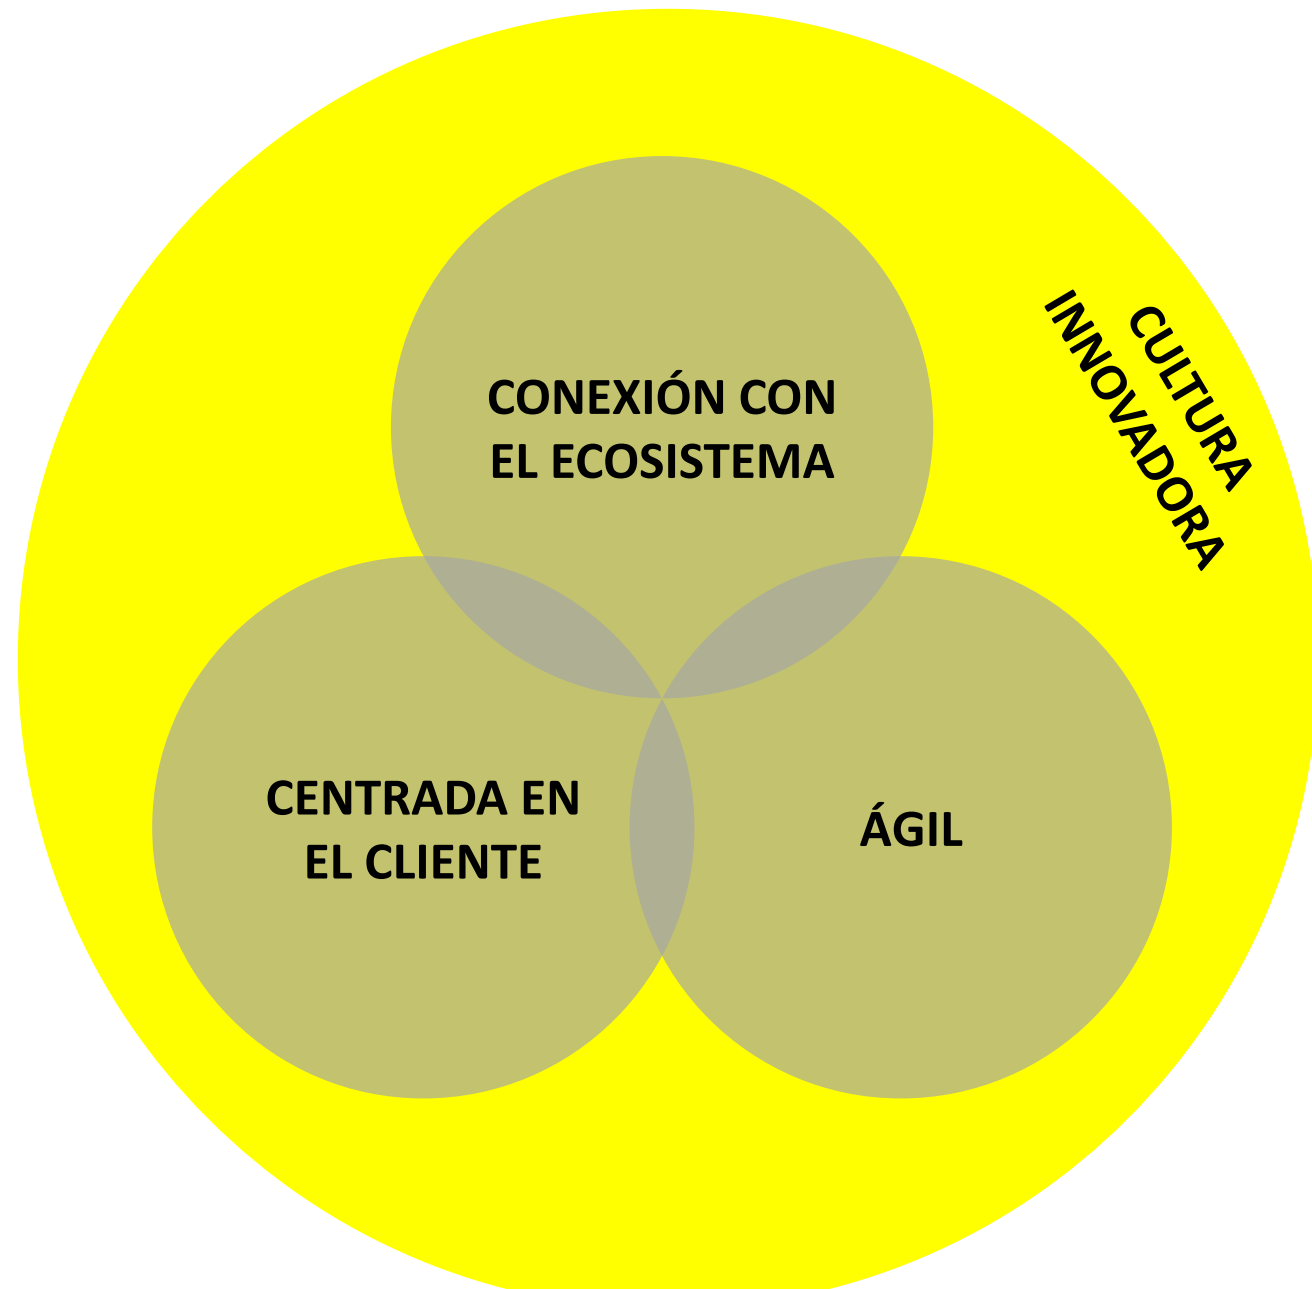 CONEXIÓN CON
EL ECOSISTEMA
CULTURA
INNOVADORA
CENTRADA EN
EL CLIENTE
ÁGIL